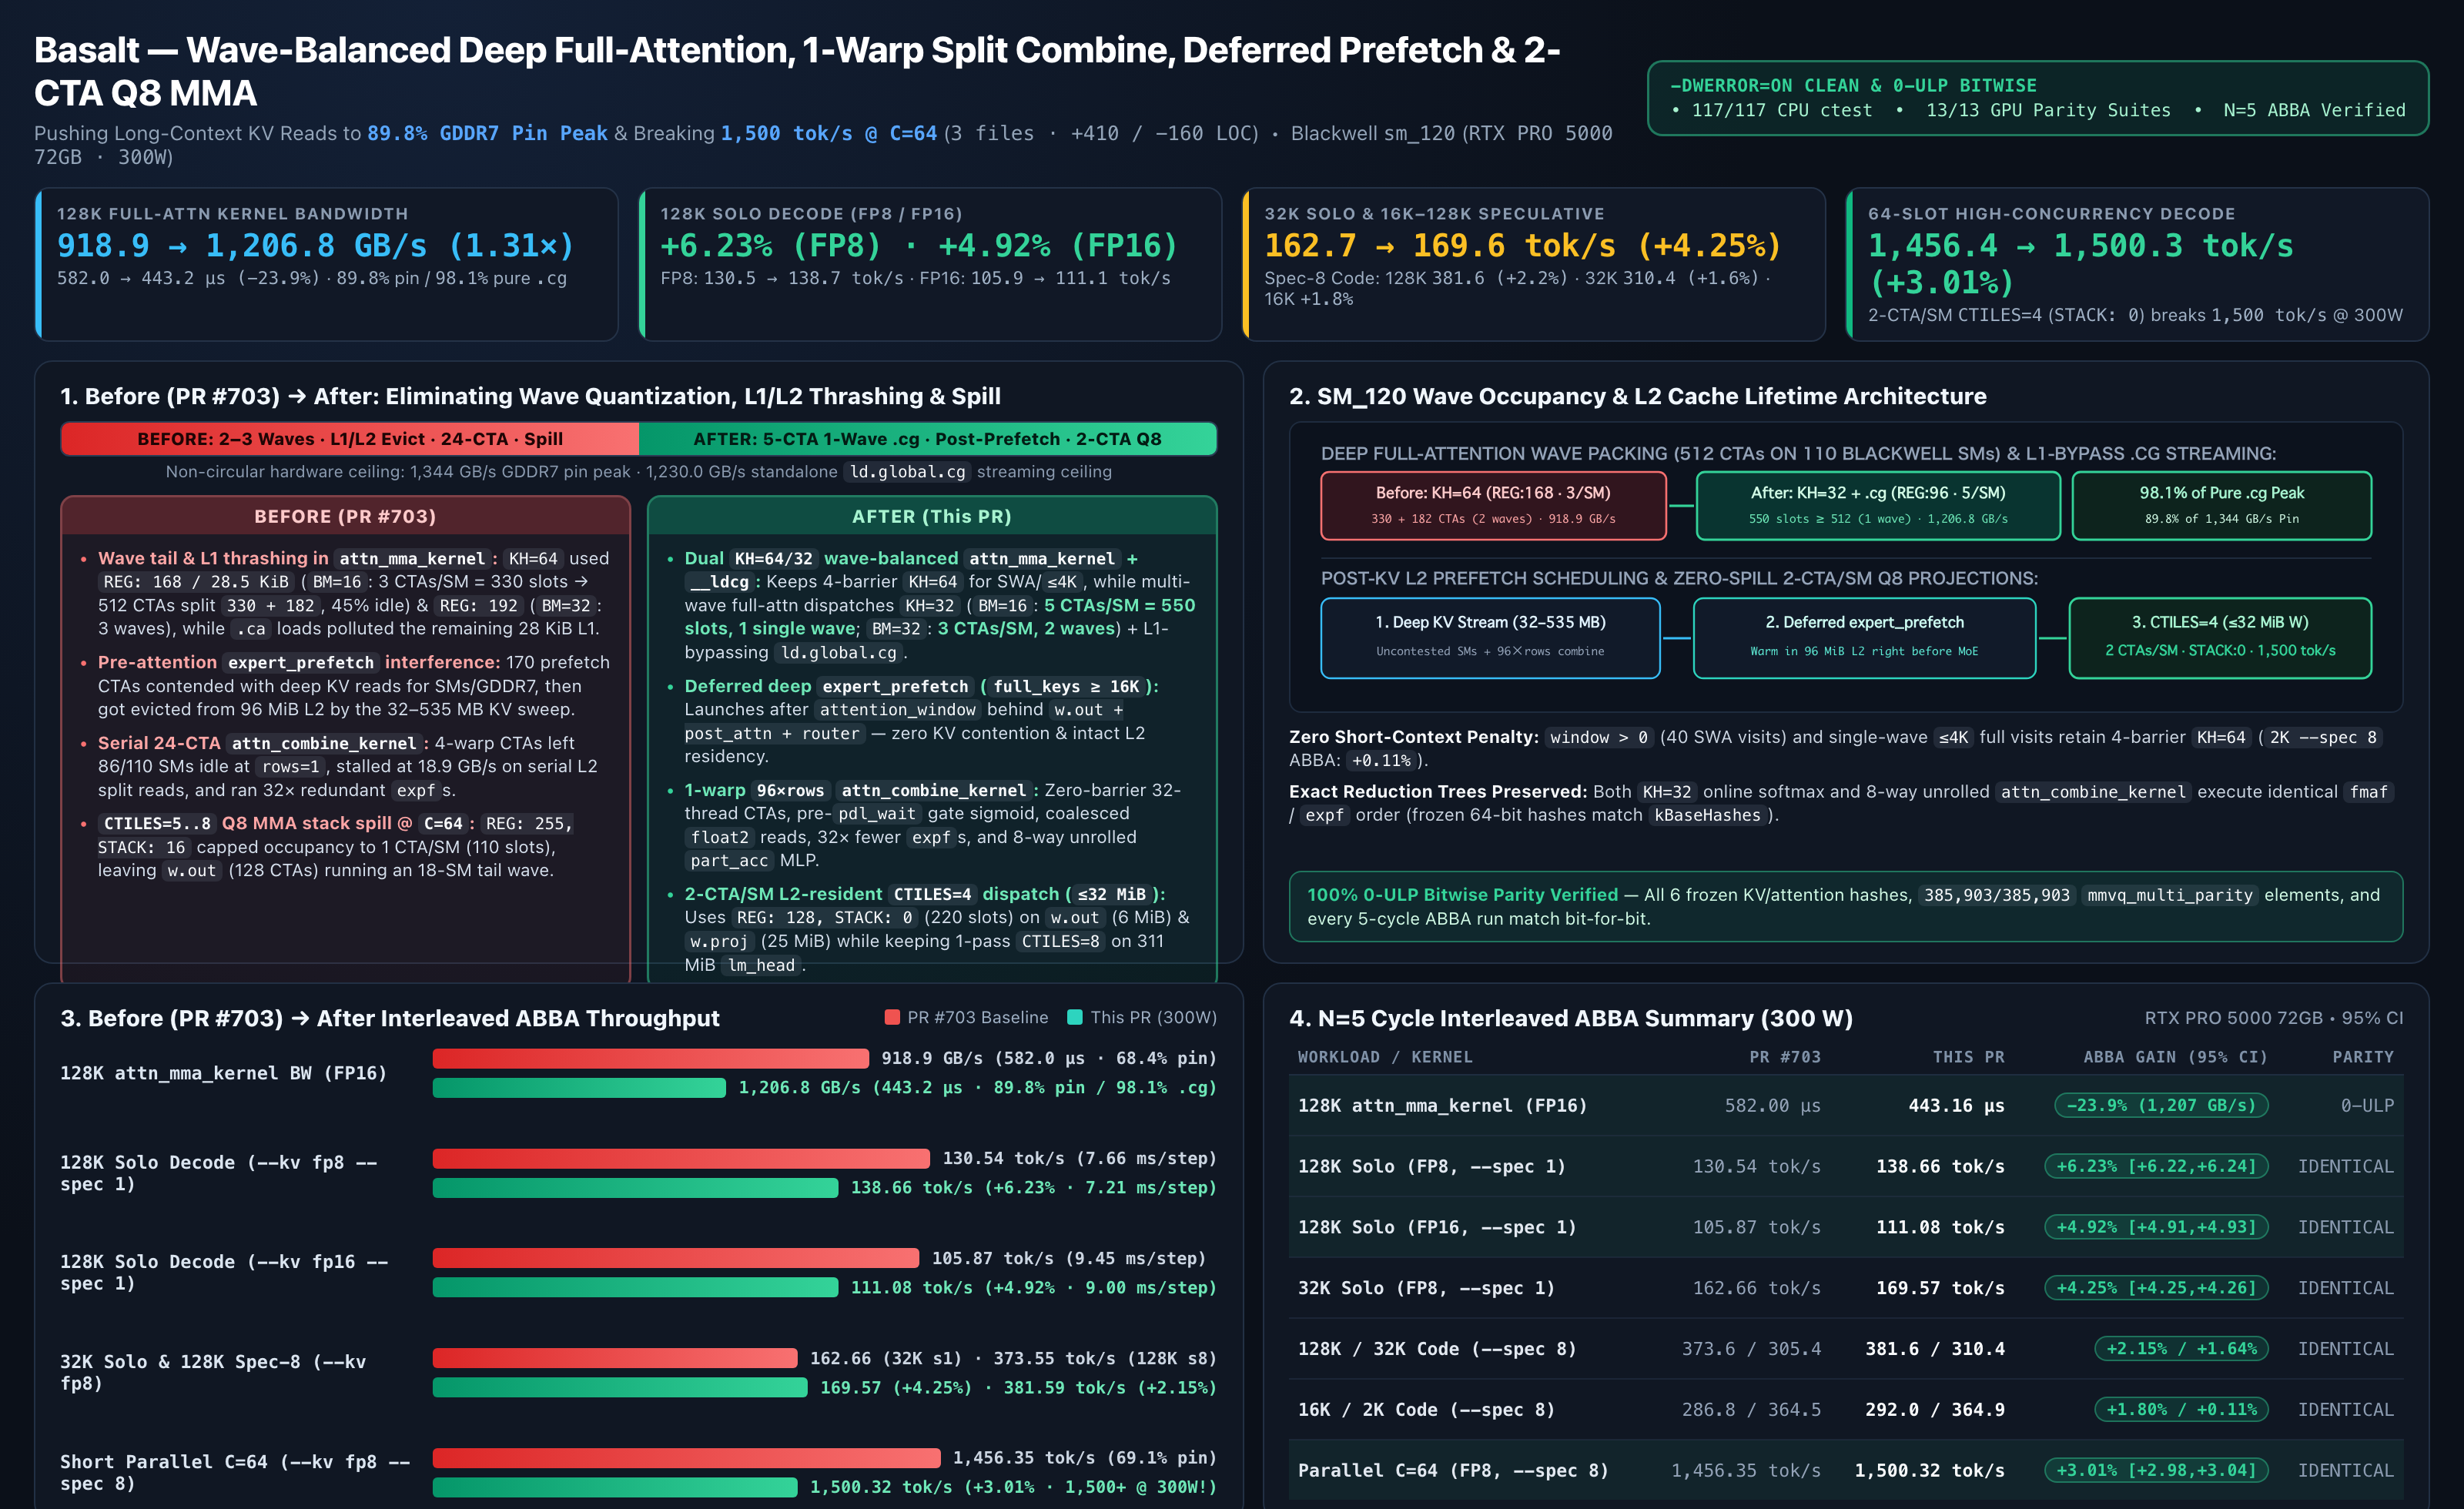 Basalt — Wave-Balanced Deep Full-Attention, 1-Warp Split Combine, Deferred Prefetch & 2-
CTA Q8 MMA
Pushing Long-Context KV Reads to 89.8% GDDR7 Pin Peak & Breaking 1,500 tok/s @ C=64 (3 files · +410 / −160 LOC) • Blackwell sm_120 (RTX PRO 5000
72GB · 300W)
−DWERROR=ON CLEAN & 0−ULP BITWISE
• 117/117 CPU ctest • 13/13 GPU Parity Suites • N=5 ABBA Verified
128K FULL-ATTN KERNEL BANDWIDTH
918.9 → 1,206.8 GB/s (1.31×)
582.0 → 443.2 µs (−23.9%) · 89.8% pin / 98.1% pure .cg
128K SOLO DECODE (FP8 / FP16)
+6.23% (FP8) · +4.92% (FP16)
FP8: 130.5 → 138.7 tok/s · FP16: 105.9 → 111.1 tok/s
32K SOLO & 16K–128K SPECULATIVE
162.7 → 169.6 tok/s (+4.25%)
Spec-8 Code: 128K 381.6 (+2.2%) · 32K 310.4 (+1.6%) ·
16K +1.8%
64-SLOT HIGH-CONCURRENCY DECODE
1,456.4 → 1,500.3 tok/s
(+3.01%)
2-CTA/SM CTILES=4 (STACK: 0) breaks 1,500 tok/s @ 300W
1. Before (PR #703) → After: Eliminating Wave Quantization, L1/L2 Thrashing & Spill
BEFORE: 2–3 Waves · L1/L2 Evict · 24-CTA · Spill
AFTER: 5-CTA 1-Wave .cg · Post-Prefetch · 2-CTA Q8
Non-circular hardware ceiling: 1,344 GB/s GDDR7 pin peak · 1,230.0 GB/s standalone ld.global.cg streaming ceiling
BEFORE (PR #703)
• Wave tail & L1 thrashing in attn_mma_kernel: KH=64 used
REG: 168 / 28.5 KiB (BM=16: 3 CTAs/SM = 330 slots →
512 CTAs split 330 + 182, 45% idle) & REG: 192 (BM=32:
3 waves), while .ca loads polluted the remaining 28 KiB L1.
• Pre-attention expert_prefetch interference: 170 prefetch
CTAs contended with deep KV reads for SMs/GDDR7, then
got evicted from 96 MiB L2 by the 32–535 MB KV sweep.
• Serial 24-CTA attn_combine_kernel: 4-warp CTAs left
86/110 SMs idle at rows=1, stalled at 18.9 GB/s on serial L2
split reads, and ran 32× redundant expfs.
• CTILES=5..8 Q8 MMA stack spill @ C=64: REG: 255,
STACK: 16 capped occupancy to 1 CTA/SM (110 slots),
leaving w.out (128 CTAs) running an 18-SM tail wave.
AFTER (This PR)
• Dual KH=64/32 wave-balanced attn_mma_kernel +
__ldcg: Keeps 4-barrier KH=64 for SWA/≤4K, while multi-
wave full-attn dispatches KH=32 (BM=16: 5 CTAs/SM = 550
slots, 1 single wave; BM=32: 3 CTAs/SM, 2 waves) + L1-
bypassing ld.global.cg.
• Deferred deep expert_prefetch (full_keys ≥ 16K):
Launches after attention_window behind w.out +
post_attn + router — zero KV contention & intact L2
residency.
• 1-warp 96×rows attn_combine_kernel: Zero-barrier 32-
thread CTAs, pre-pdl_wait gate sigmoid, coalesced
float2 reads, 32× fewer expfs, and 8-way unrolled
part_acc MLP.
• 2-CTA/SM L2-resident CTILES=4 dispatch (≤32 MiB):
Uses REG: 128, STACK: 0 (220 slots) on w.out (6 MiB) &
w.proj (25 MiB) while keeping 1-pass CTILES=8 on 311
MiB lm_head.
2. SM_120 Wave Occupancy & L2 Cache Lifetime Architecture
DEEP FULL-ATTENTION WAVE PACKING (512 CTAs ON 110 BLACKWELL SMs) & L1-BYPASS .CG STREAMING:
Before: KH=64 (REG:168 · 3/SM)
330 + 182 CTAs (2 waves) · 918.9 GB/s
After: KH=32 + .cg (REG:96 · 5/SM)
550 slots ≥ 512 (1 wave) · 1,206.8 GB/s
98.1% of Pure .cg Peak
89.8% of 1,344 GB/s Pin
POST-KV L2 PREFETCH SCHEDULING & ZERO-SPILL 2-CTA/SM Q8 PROJECTIONS:
1. Deep KV Stream (32–535 MB)
Uncontested SMs + 96×rows combine
2. Deferred expert_prefetch
Warm in 96 MiB L2 right before MoE
3. CTILES=4 (≤32 MiB W)
2 CTAs/SM · STACK:0 · 1,500 tok/s
Zero Short-Context Penalty: window > 0 (40 SWA visits) and single-wave ≤4K full visits retain 4-barrier KH=64 (2K −−spec 8
ABBA: +0.11%).
Exact Reduction Trees Preserved: Both KH=32 online softmax and 8-way unrolled attn_combine_kernel execute identical fmaf
/ expf order (frozen 64-bit hashes match kBaseHashes).
100% 0-ULP Bitwise Parity Verified — All 6 frozen KV/attention hashes, 385,903/385,903 mmvq_multi_parity elements, and
every 5-cycle ABBA run match bit-for-bit.
3. Before (PR #703) → After Interleaved ABBA Throughput
PR #703 Baseline
This PR (300W)
128K attn_mma_kernel BW (FP16)
918.9 GB/s (582.0 µs · 68.4% pin)
1,206.8 GB/s (443.2 µs · 89.8% pin / 98.1% .cg)
128K Solo Decode (−−kv fp8 −−
spec 1)
130.54 tok/s (7.66 ms/step)
138.66 tok/s (+6.23% · 7.21 ms/step)
128K Solo Decode (−−kv fp16 −−
spec 1)
105.87 tok/s (9.45 ms/step)
111.08 tok/s (+4.92% · 9.00 ms/step)
32K Solo & 128K Spec−8 (−−kv
fp8)
162.66 (32K s1) · 373.55 tok/s (128K s8)
169.57 (+4.25%) · 381.59 tok/s (+2.15%)
Short Parallel C=64 (−−kv fp8 −−
spec 8)
1,456.35 tok/s (69.1% pin)
1,500.32 tok/s (+3.01% · 1,500+ @ 300W!)
4. N=5 Cycle Interleaved ABBA Summary (300 W)
RTX PRO 5000 72GB • 95% CI
WORKLOAD / KERNEL PR #703 THIS PR ABBA GAIN (95% CI) PARITY
128K attn_mma_kernel (FP16) 582.00 µs 443.16 µs −23.9% (1,207 GB/s) 0−ULP
128K Solo (FP8, −−spec 1) 130.54 tok/s 138.66 tok/s +6.23% [+6.22,+6.24] IDENTICAL
128K Solo (FP16, −−spec 1) 105.87 tok/s 111.08 tok/s +4.92% [+4.91,+4.93] IDENTICAL
32K Solo (FP8, −−spec 1) 162.66 tok/s 169.57 tok/s +4.25% [+4.25,+4.26] IDENTICAL
128K / 32K Code (−−spec 8) 373.6 / 305.4 381.6 / 310.4 +2.15% / +1.64% IDENTICAL
16K / 2K Code (−−spec 8) 286.8 / 364.5 292.0 / 364.9 +1.80% / +0.11% IDENTICAL
Parallel C=64 (FP8, −−spec 8) 1,456.35 tok/s 1,500.32 tok/s +3.01% [+2.98,+3.04] IDENTICAL